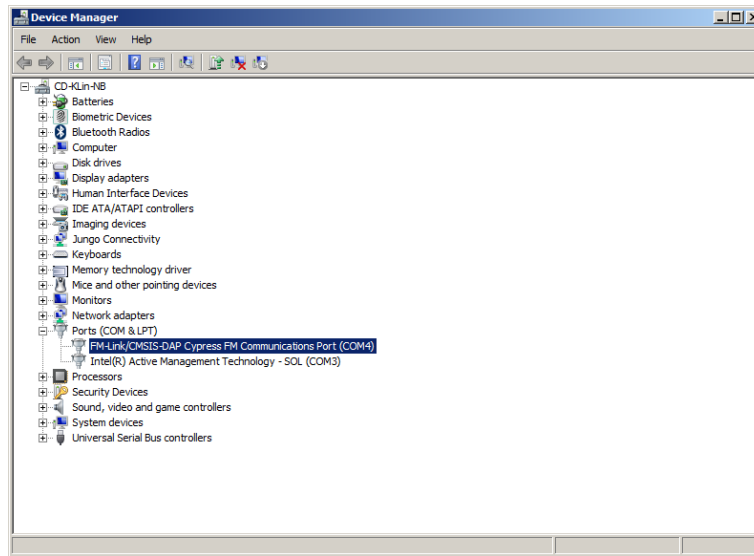 Device Manager
File Action View Help
CD-KLin-NB
Batteries
Biometric Devices
Bluetooth Radios
Computer
Disk drives
Display adapters
Human Interface Devices
IDE ATA/ATAPI controllers
Imaging devices
Jungo Connectivity
Keyboards
Memory technology driver
Mice and other pointing devices
Monitors
Network adapters
Ports (COM & LPT)
FM-Link/CMSIS-DAP Cypress FM Communications Port (COM4)
Intel(R) Active Management Technology - SOL (COM3)
Processors
Security Devices
Sound, video and game controllers
System devices
Universal Serial Bus controllers